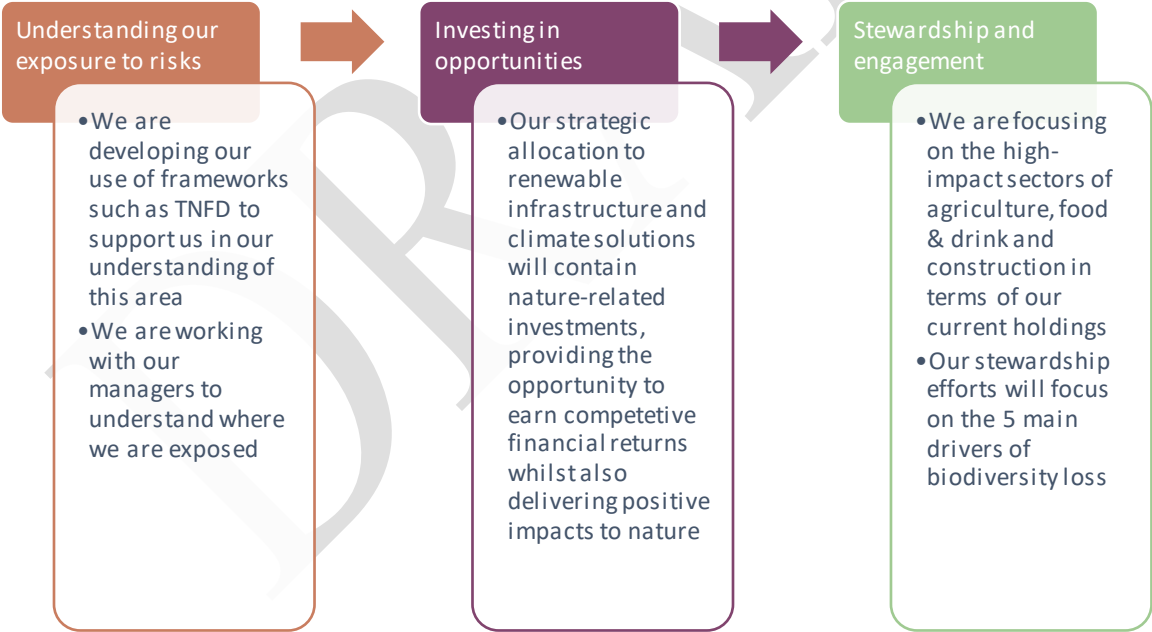 Understanding our
exposure to risks
•We are
developing our
use of frameworks
such as TNFD to
support us in our
understanding of
this area
•We are working
with our
managers to
understand where
we are exposed
Investing in
opportunities
•Our strategic
allocation to
renewable
infrastructure and
climate solutions
will contain
nature-related
investments,
providing the
opportunity to
earn competetive
financial returns
whilst also
delivering positive
impacts to nature
Stewardship and
engagement
•We are focusing
on the high-
impact sectors of
agriculture, food
& drink and
construction in
terms of our
current holdings
•Our stewardship
efforts will focus
on the 5 main
drivers of
biodiversity loss